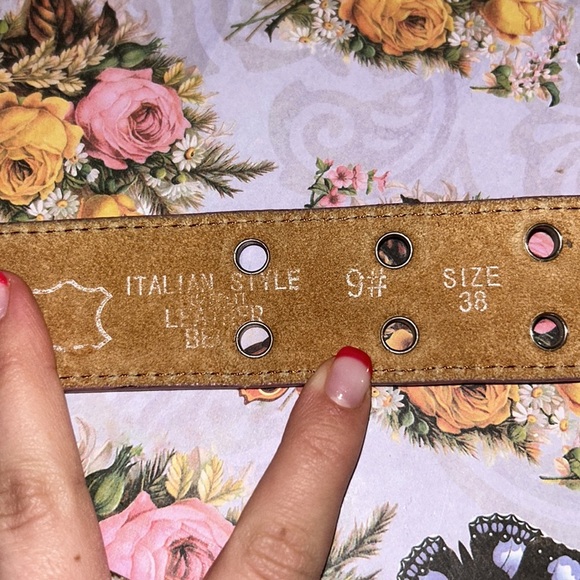 ITALIAN STYLE
LEATHER
9#
SIZE
38